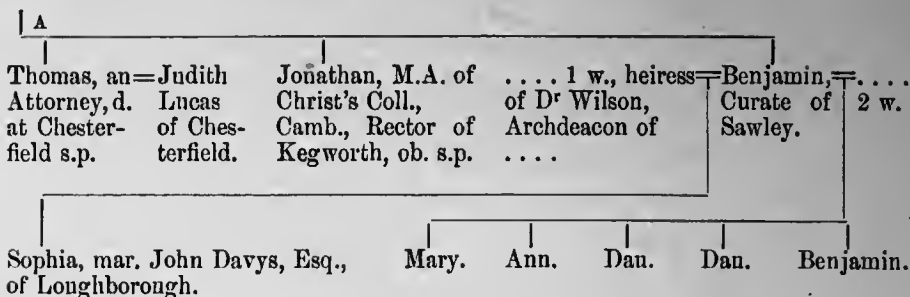 A
Thomas, an=Judith Jonathan, M.A. of .... 1 w., heiress=Benjamin,=....
Attorney, d. Lucas Christ's Coll., of Dr Wilson, Curate of 2 w.
at Chester- of Ches- Camb., Rector of Archdeacon of Sawley.
field s.p. terfield. Kegworth, ob. s.p. ....
Sophia, mar. John Davys, Esq., Mary. Ann. Dau. Dau. Benjamin.
of Loughborough.